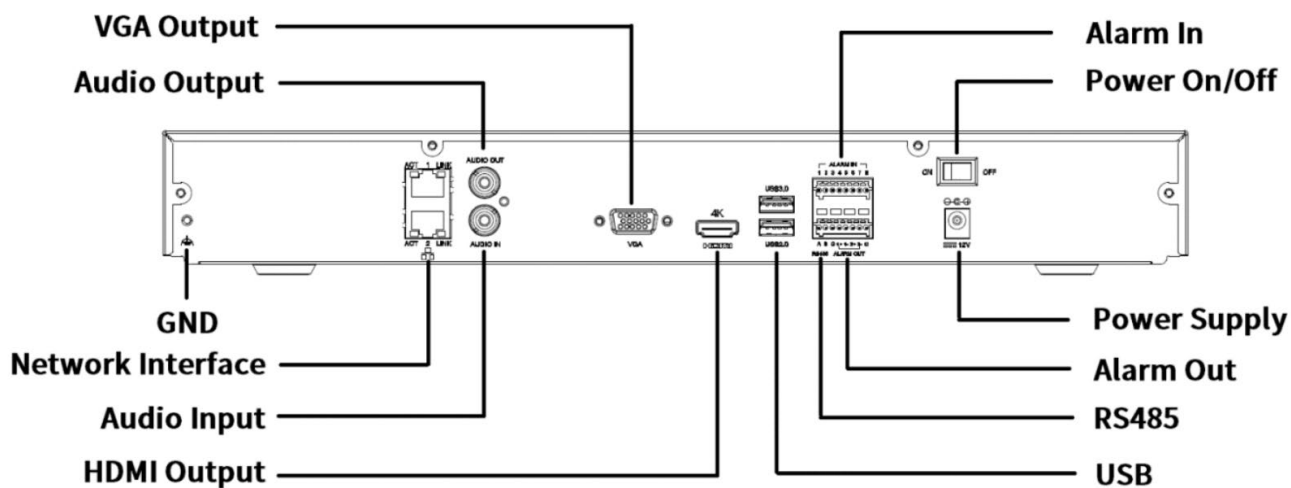 VGA Output
Alarm In
Audio Output
Power On/Off
AUDIO OUT
ALARM IN
ACT 1 LINK
1 2 3 4 5 6 7 8
ON
OFF
USB3.0
4K
AUDIO IN
VGA
USB3.0
ACT 2 LINK
A B G
12V
RS485 ALARM OUT
GND
Power Supply
Network Interface
Alarm Out
Audio Input
RS485
HDMI Output
USB